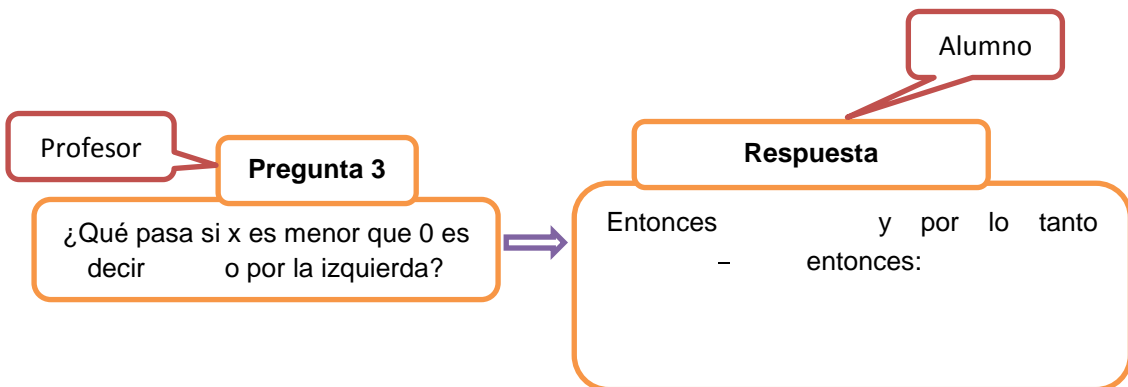 Alumno
Profesor
Pregunta 3
Respuesta
¿Qué pasa si x es menor que 0 es
decir o por la izquierda?
Entonces y por lo tanto
– entonces: